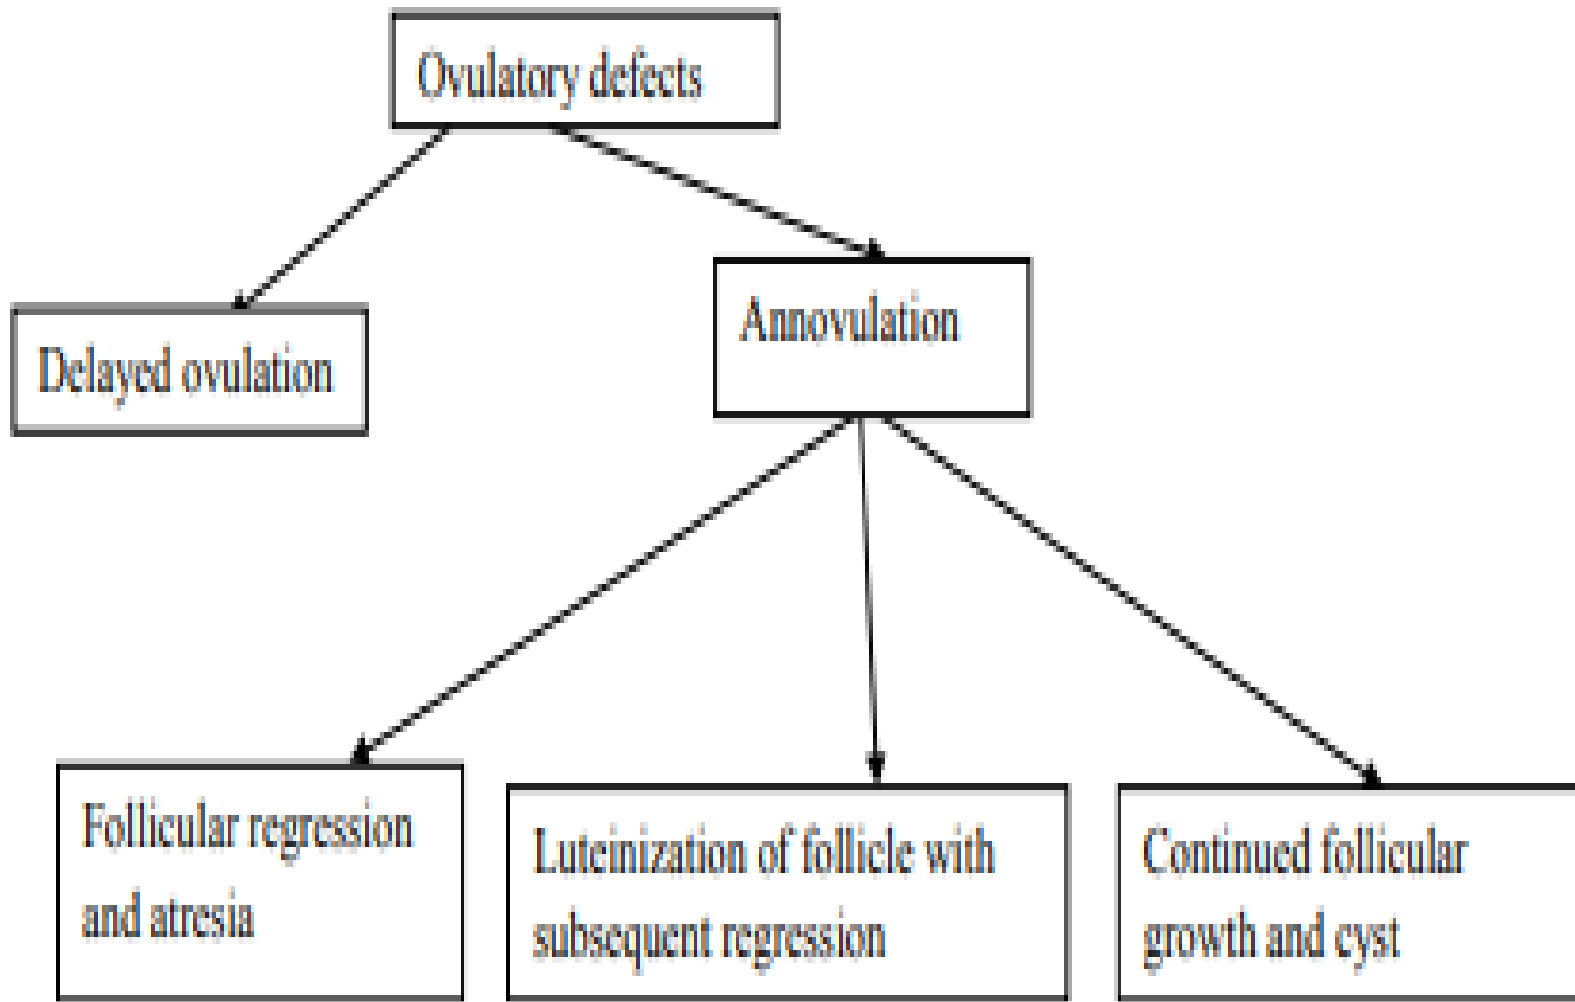 Ovulatory defects
Delayed ovulation
Annovulation
Follicular regression
and atresia
Luteinization of follicle with
subsequent regression
Continued follicular
growth and cyst